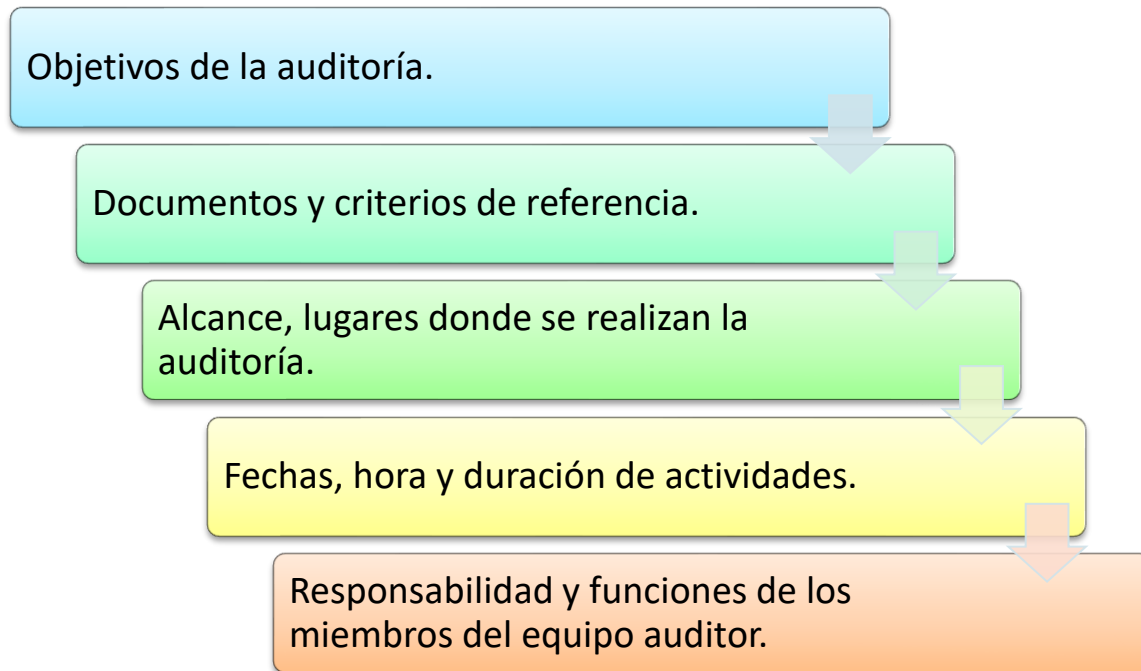 Objetivos de la auditoría.
Documentos y criterios de referencia.
Alcance, lugares donde se realizan la
auditoría.
Fechas, hora y duración de actividades.
Responsabilidad y funciones de los
miembros del equipo auditor.